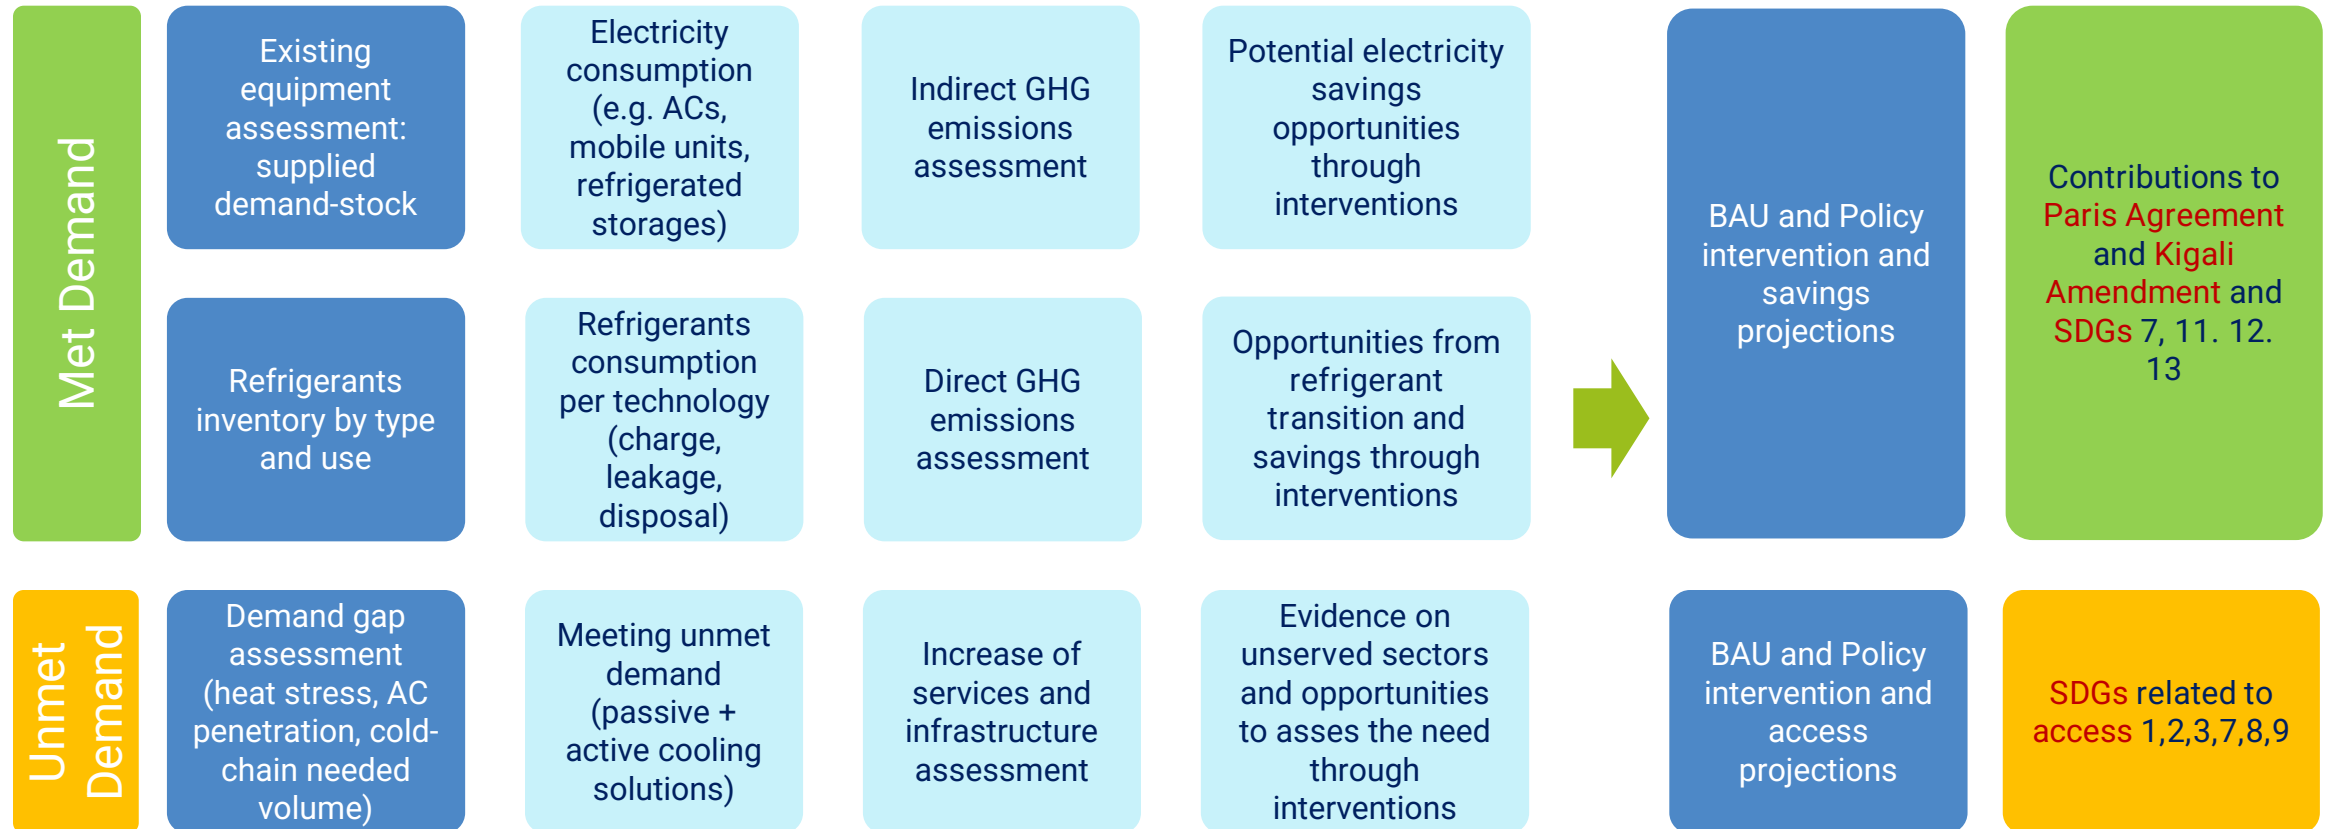 Met Demand
Existing
equipment
assessment:
supplied
demand-stock
Electricity
consumption
(e.g. ACs,
mobile units,
refrigerated
storages)
Indirect GHG
emissions
assessment
Potential electricity
savings
opportunities
through
interventions
Refrigerants
inventory by type
and use
Refrigerants
consumption
per technology
(charge,
leakage,
disposal)
Direct GHG
emissions
assessment
Opportunities from
refrigerant
transition and
savings through
interventions
BAU and Policy
intervention and
savings
projections
Contributions to
Paris Agreement
and Kigali
Amendment and
SDGs 7, 11. 12.
13
Unmet
Demand
Demand gap
assessment
(heat stress, AC
penetration, cold-
chain needed
volume)
Meeting unmet
demand
(passive +
active cooling
solutions)
Increase of
services and
infrastructure
assessment
Evidence on
unserved sectors
and opportunities
to asses the need
through
interventions
BAU and Policy
intervention and
access
projections
SDGs related to
access 1,2,3,7,8,9